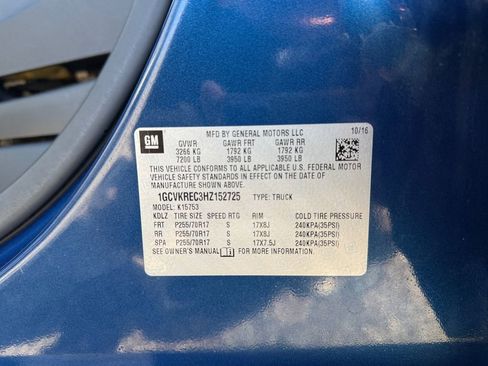 GM
MFD BY GENERAL MOTORS LLC 10/16
GVWR GAWR FRT GAWR RR
3266 KG 1792 KG 1792 KG
7200 LB 3950 LB 3950 LB
THIS VEHICLE CONFORMS TO ALL APPLICABLE U.S. FEDERAL MOTOR
VEHICLE SAFETY STANDARDS IN EFFECT ON THE DATE OF
MANUFACTURE SHOWN ABOVE.
1GCVKREC3HZ152725 TYPE: TRUCK
MODEL: K15753
KDLZ TIRE SIZE SPEED RTG RIM COLD TIRE PRESSURE
FRT P255/70R17 S 17X8J 240KPA(35PSI)
RR P255/70R17 S 17X8J 240KPA(35PSI)
SPA P255/70R17 S 17X7.5J 240KPA(35PSI)
SEE OWNER'S MANUAL FOR MORE INFORMATION.